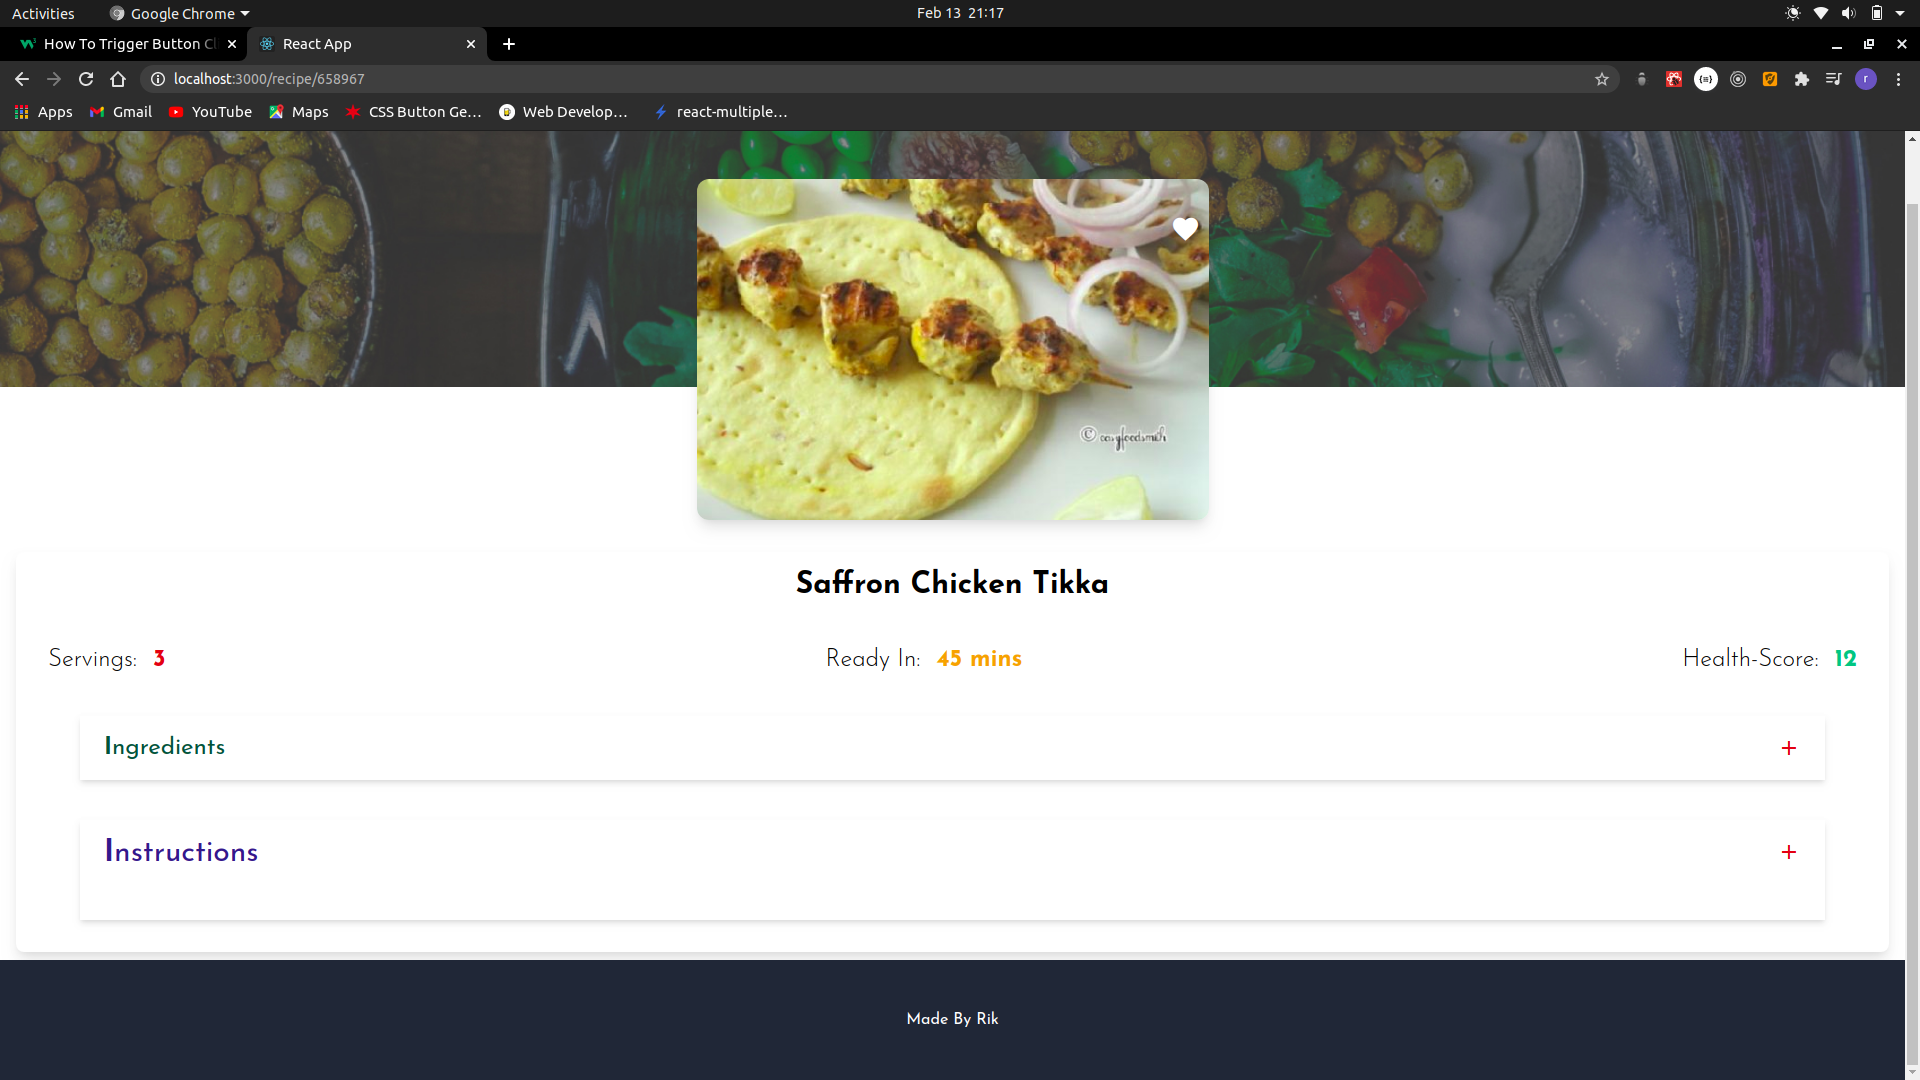 Activities
Google Chrome
Feb 13 21:17
How To Trigger Button Cl
React App
localhost:3000/recipe/658967
r
Apps
Gmail
YouTube
Maps
CSS Button Ge...
Web Develop...
react-multiple...
© easyfoodsmith
Saffron Chicken Tikka
Servings: 3
Ready In: 45 mins
Health-Score: 12
Ingredients
+
Instructions
+
Made By Rik